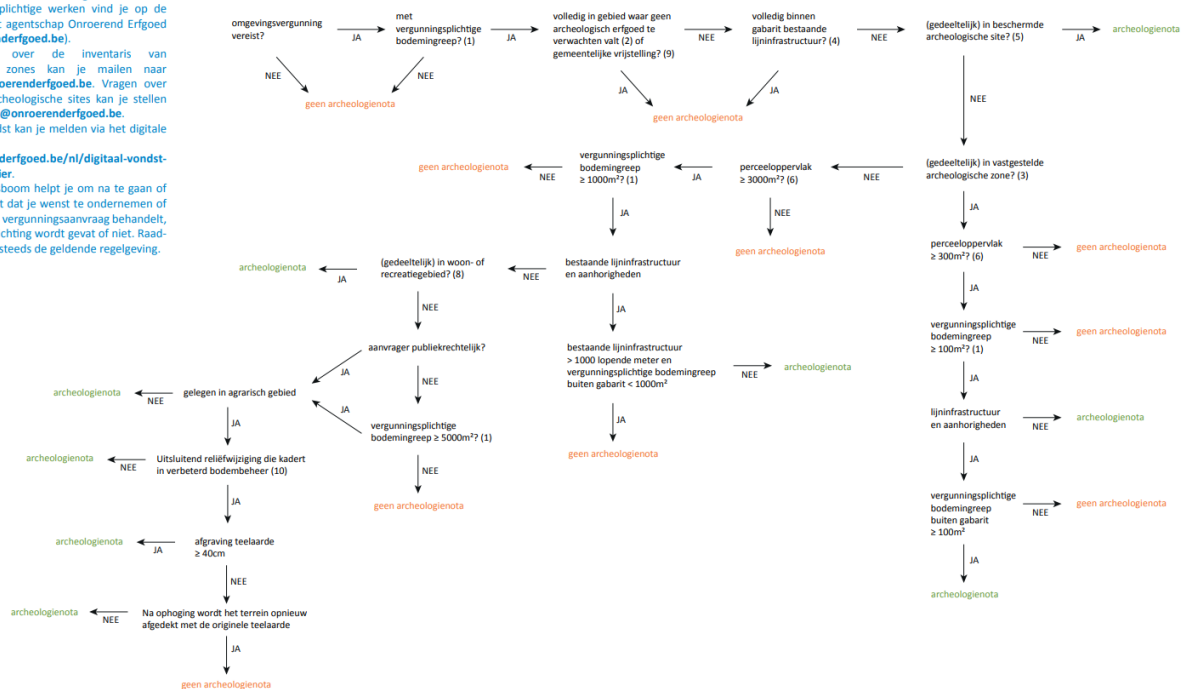 plichtige werken vind je op de
t agentschap Onroerend Erfgoed
nderfgoed.be).
over de inventaris van
zones kan je mailen naar
roerenderfgoed.be. Vragen over
cheologische sites kan je stellen
@onroerenderfgoed.be.
dst kan je melden via het digitale
derfgoed.be/nl/digitaal-vondst-
ier.
sboom helpt je om na te gaan of
t dat je wenst te ondernemen of
vergunningsaanvraag behandelt,
chting wordt gevat of niet. Raad-
steeds de geldende regelgeving.
omgevingsvergunning
vereist?
JA
NEE
met
vergunningsplichtige
bodemingreep? (1)
JA
NEE
geen archeologienota
volledig in gebied waar geen
archeologisch erfgoed te
verwachten valt (2) of
gemeentelijke vrijstelling? (9)
NEE
JA
volledig binnen
gabarit bestaande
lijninfrastructuur? (4)
NEE
JA
geen archeologienota
(gedeeltelijk) in beschermde
archeologische site? (5)
JA
archeologienota
NEE
(gedeeltelijk) in vastgestelde
archeologische zone? (3)
NEE
JA
perceeloppervlak
≥ 3000m²? (6)
JA
NEE
geen archeologienota
vergunningsplichtige
bodemingreep
≥ 1000m²? (1)
NEE
geen archeologienota
JA
perceeloppervlak
≥ 300m²? (6)
NEE
geen archeologienota
JA
vergunningsplichtige
bodemingreep
≥ 100m²? (1)
NEE
geen archeologienota
JA
lijninfrastructuur
en aanhorigheden
NEE
archeologienota
JA
vergunningsplichtige
bodemingreep
buiten gabarit
≥ 100m²
NEE
geen archeologienota
JA
archeologienota
bestaande lijninfrastructuur
en aanhorigheden
NEE
JA
bestaande lijninfrastructuur
> 1000 lopende meter en
vergunningsplichtige bodemingreep
buiten gabarit < 1000m²
NEE
archeologienota
JA
geen archeologienota
(gedeeltelijk) in woon- of
recreatiegebied? (8)
JA
archeologienota
NEE
aanvrager publiekrechtelijk?
JA
NEE
vergunningsplichtige
bodemingreep ≥ 5000m²? (1)
JA
NEE
geen archeologienota
gelegen in agrarisch gebied
NEE
archeologienota
JA
Uitsluitend reliëfwijziging die kadert
in verbeterd bodembeheer (10)
NEE
archeologienota
JA
afgraving teelaarde
≥ 40cm
JA
archeologienota
NEE
Na ophoging wordt het terrein opnieuw
afgedekt met de originele teelaarde
NEE
archeologienota
JA
geen archeologienota